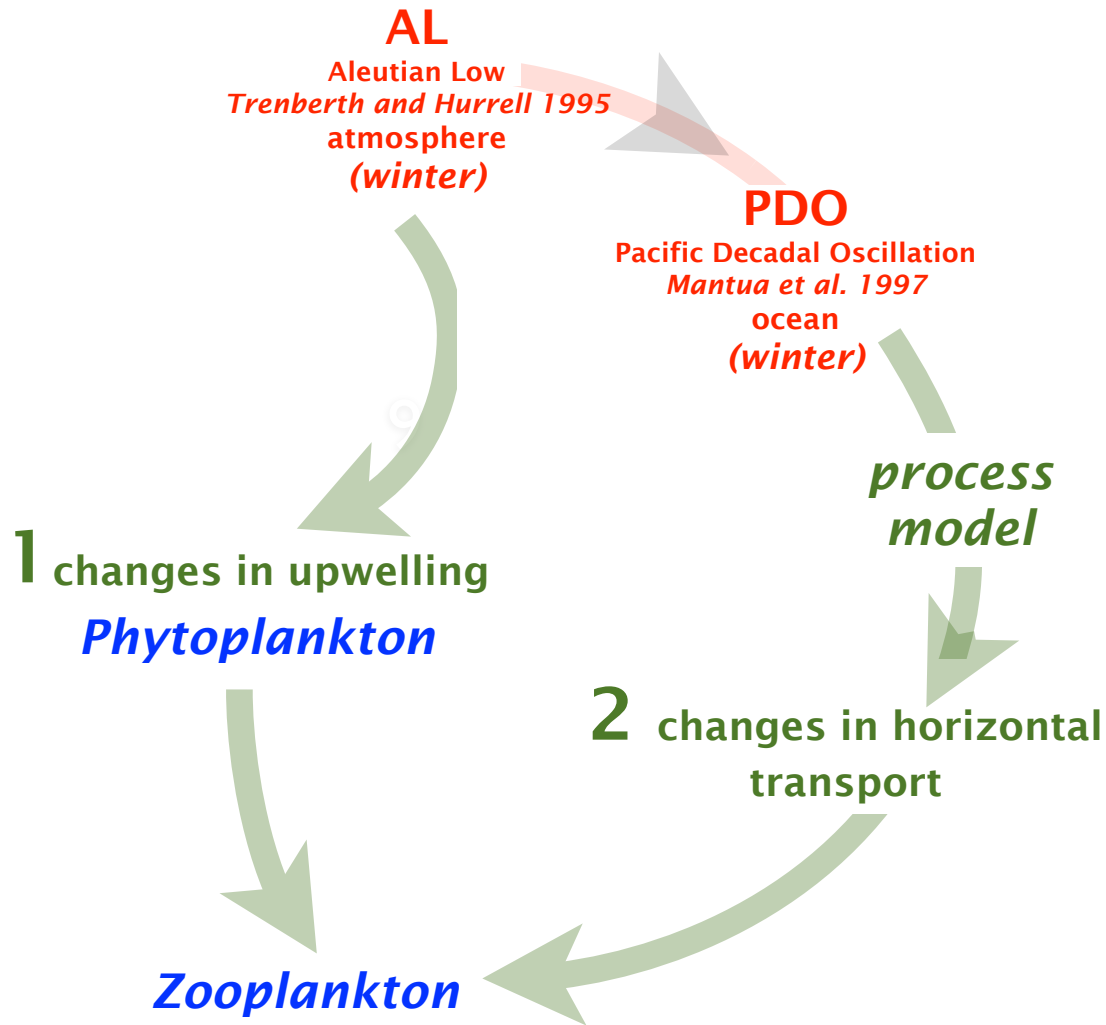 AL
Aleutian Low
Trenberth and Hurrell 1995
atmosphere
(winter)
PDO
Pacific Decadal Oscillation
Mantua et al. 1997
ocean
(winter)
9
process
model
1 changes in upwelling
Phytoplankton
2 changes in horizontal
transport
Zooplankton